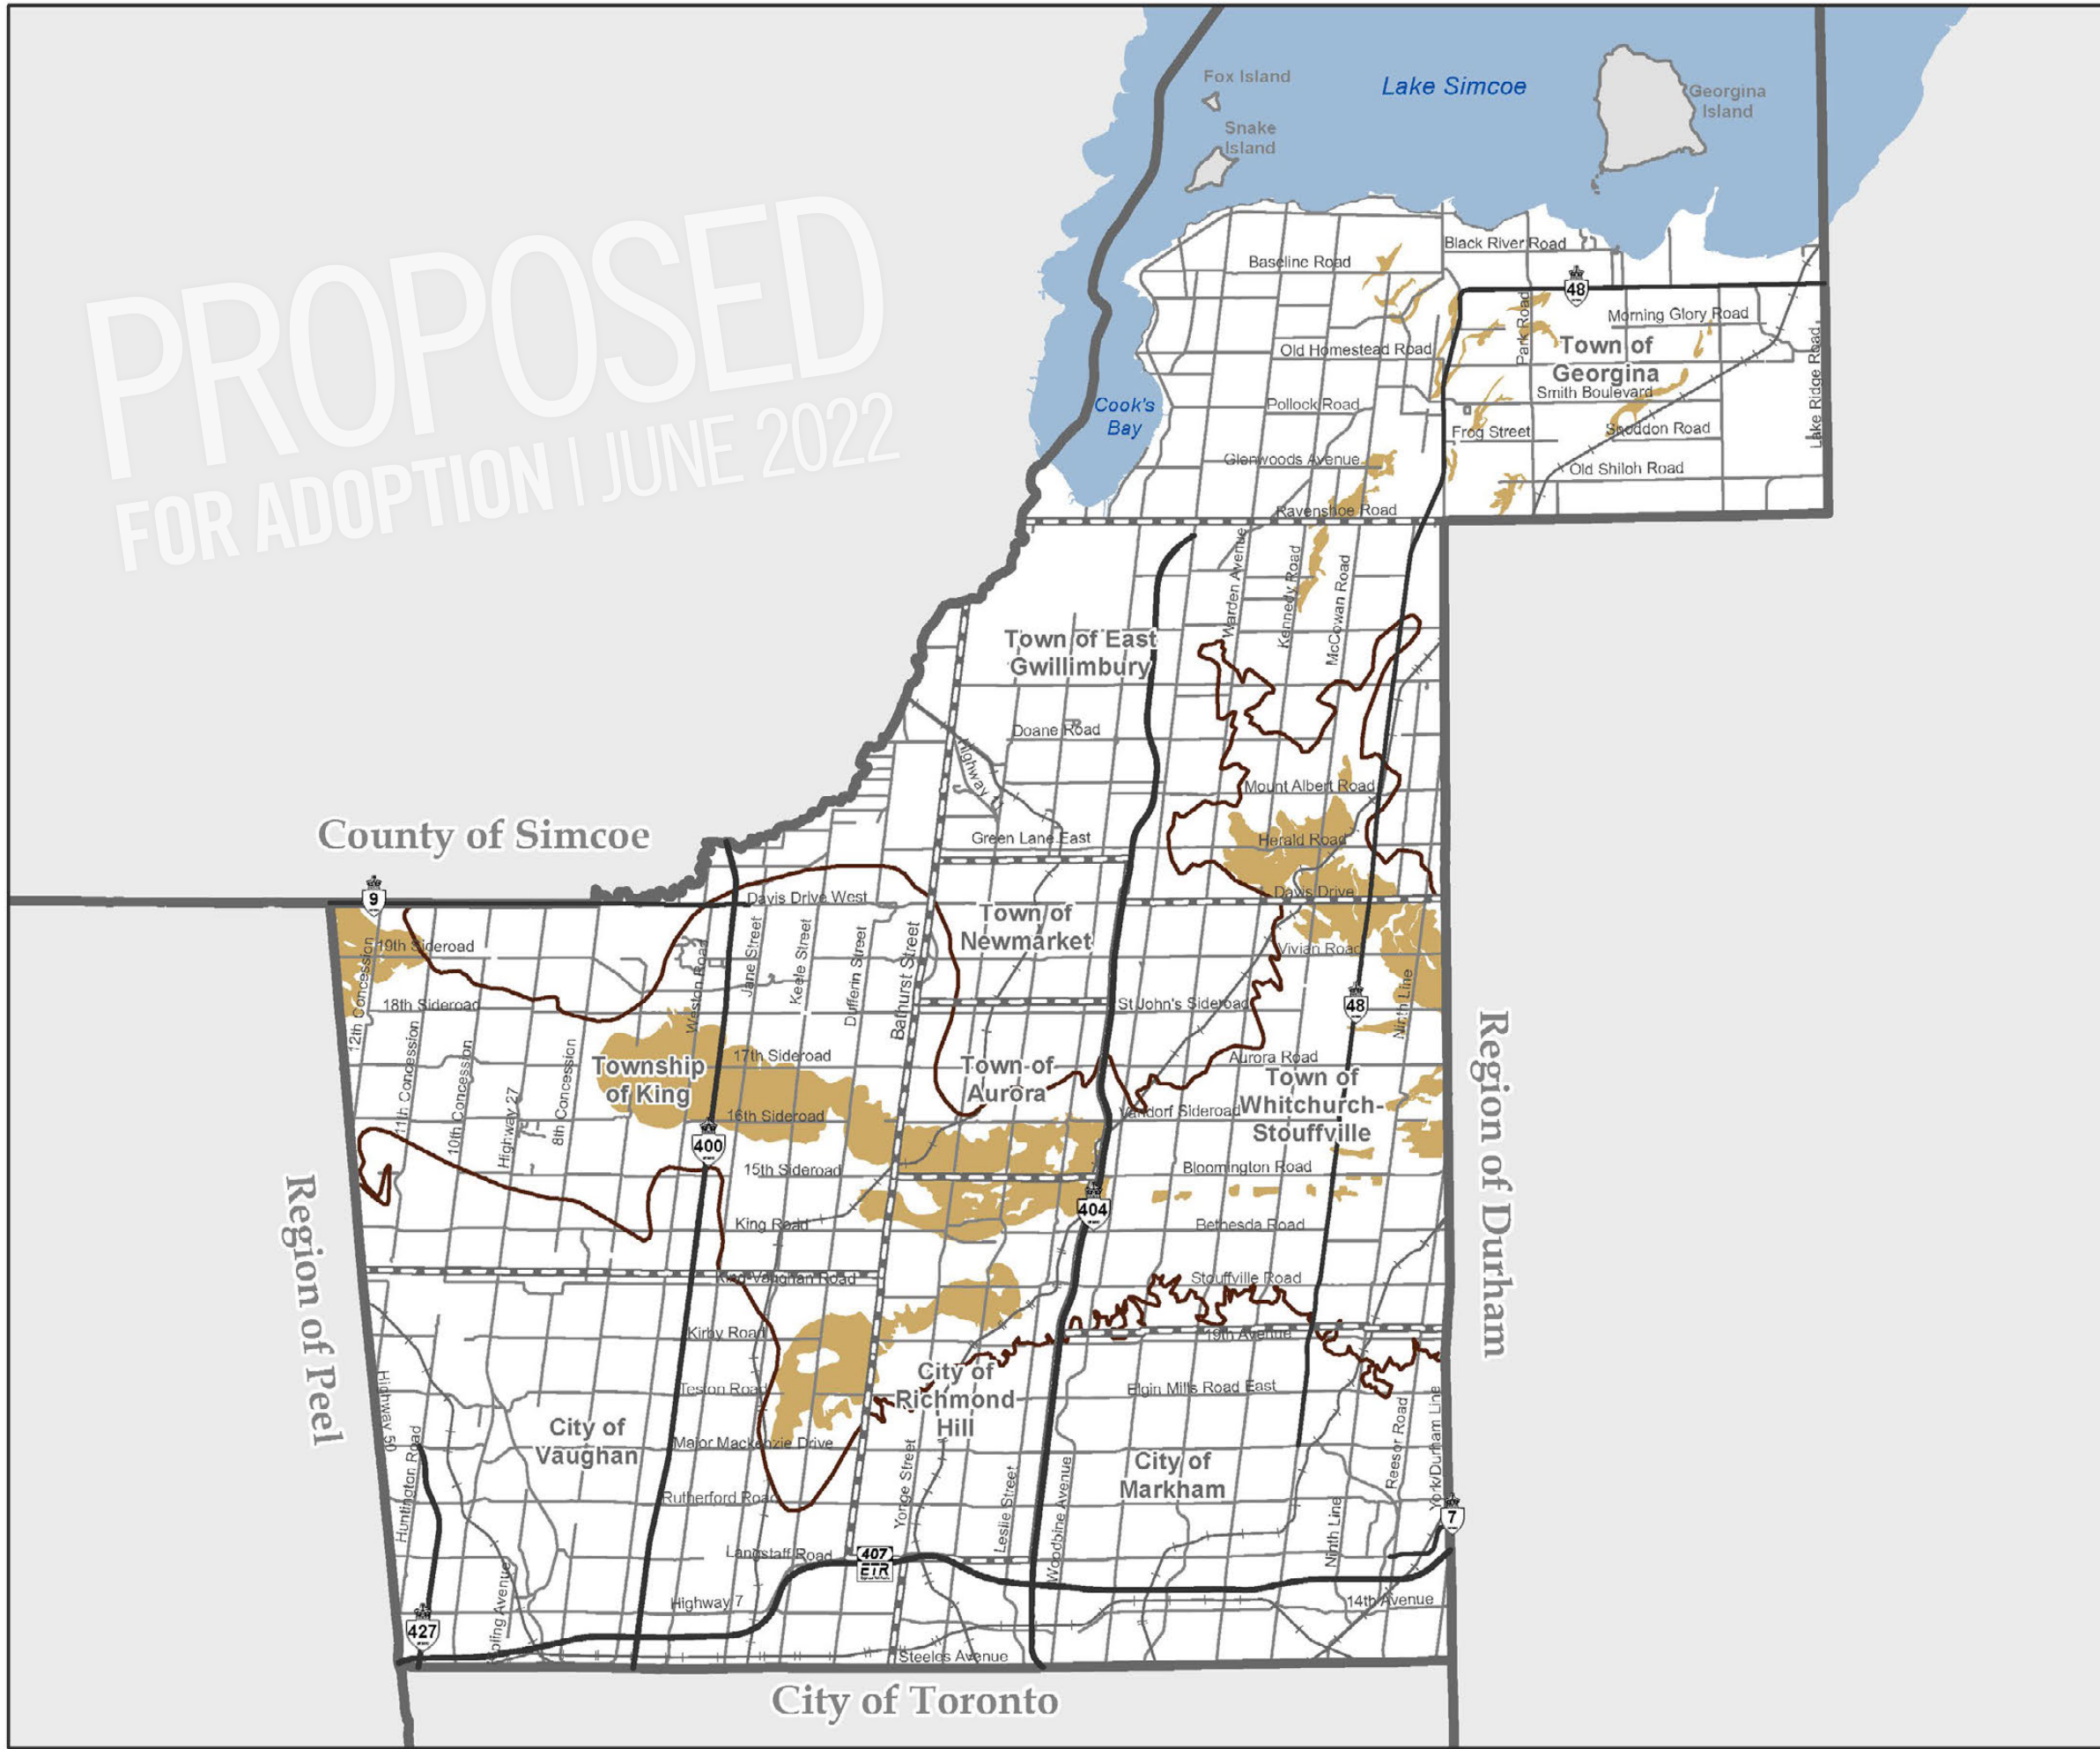 PROPOSED
FOR ADOPTION | JUNE 2022
Fox Island
Lake Simcoe
Georgina
Island
Snake
Island
Black River Road
Baseline Road
48
Park Road
Morning Glory Road
Town of
Georgina
Old Homestead Road
Lake Ridge Road
Smith Boulevard
Cook's
Bay
Pollock Road
Frog Street
Snoddon Road
Glenwoods Avenue
Old Shiloh Road
Ravenshoe Road
Warden Avenue
Kennedy Road
McCowan Road
Town of East
Gwillimbury
Doane Road
Highway 11
Mount Albert Road
County of Simcoe
Green Lane East
Herald Road
9
Davis Drive West
Davis Drive
Town of
Newmarket
19th Sideroad
Vivian Road
12th Concession
Weston Road
Jane Street
Keele Street
Dufferin Street
Bathurst Street
Ninth Line
18th Sideroad
St John's Sideroad
48
11th Concession
10th Concession
Highway 27
8th Concession
Township
of King
17th Sideroad
Town of
Aurora
Aurora Road
Town of
Whitchurch-
Stouffville
16th Sideroad
Vandorf Sideroad
400
15th Sideroad
Bloomington Road
Region of Peel
Region of Durham
404
King Road
Bethesda Road
King-Vaughan Road
Stouffville Road
Kirby Road
19th Avenue
City of
Richmond
Hill
Teston Road
Elgin Mills Road East
Highway 50
City of
Vaughan
Major Mackenzie Drive
City of
Markham
Huntington Road
Rutherford Road
Yonge Street
Leslie Street
Woodbine Avenue
Ninth Line
Reesor Road
York/Durham Line
7
Langstaff Road
407
ETR
Highway 7
14th Avenue
427
Steeles Avenue
City of Toronto